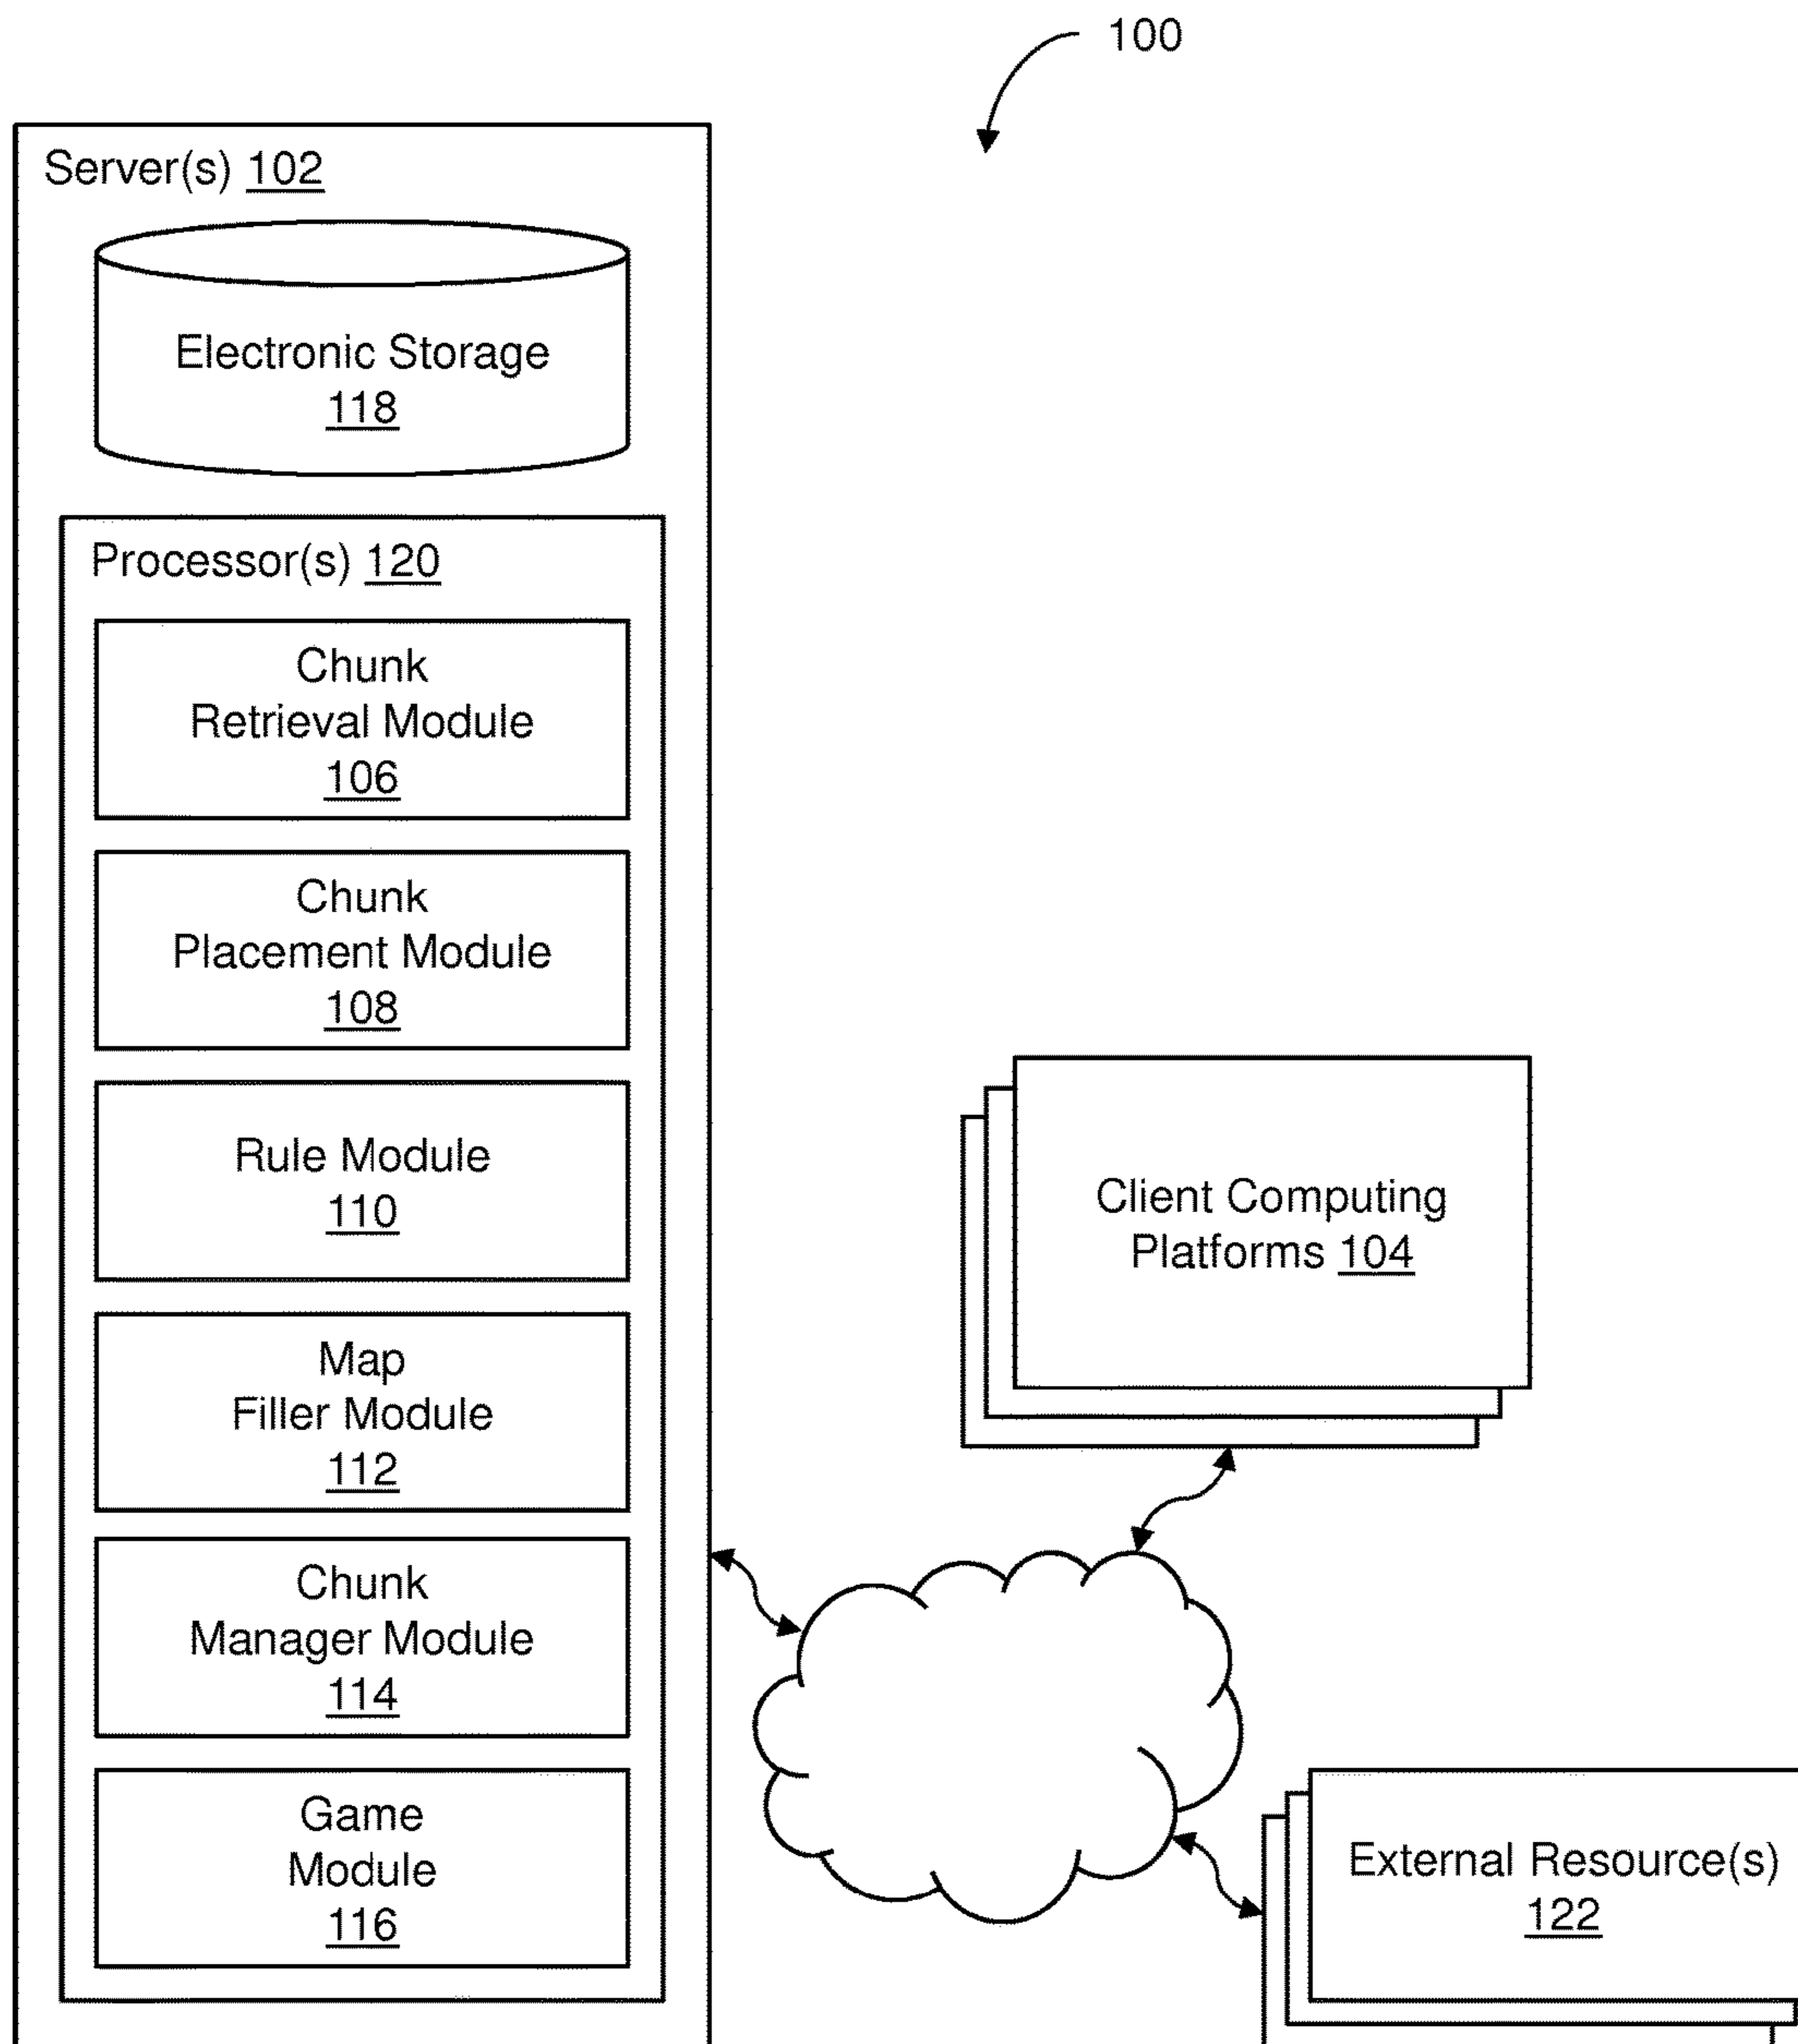 100
Server(s) 102
Electronic Storage
118
Processor(s) 120
Chunk
Retrieval Module
106
Chunk
Placement Module
108
Rule Module
110
Map
Filler Module
112
Chunk
Manager Module
114
Game
Module
116
Client Computing
Platforms 104
External Resource(s)
122